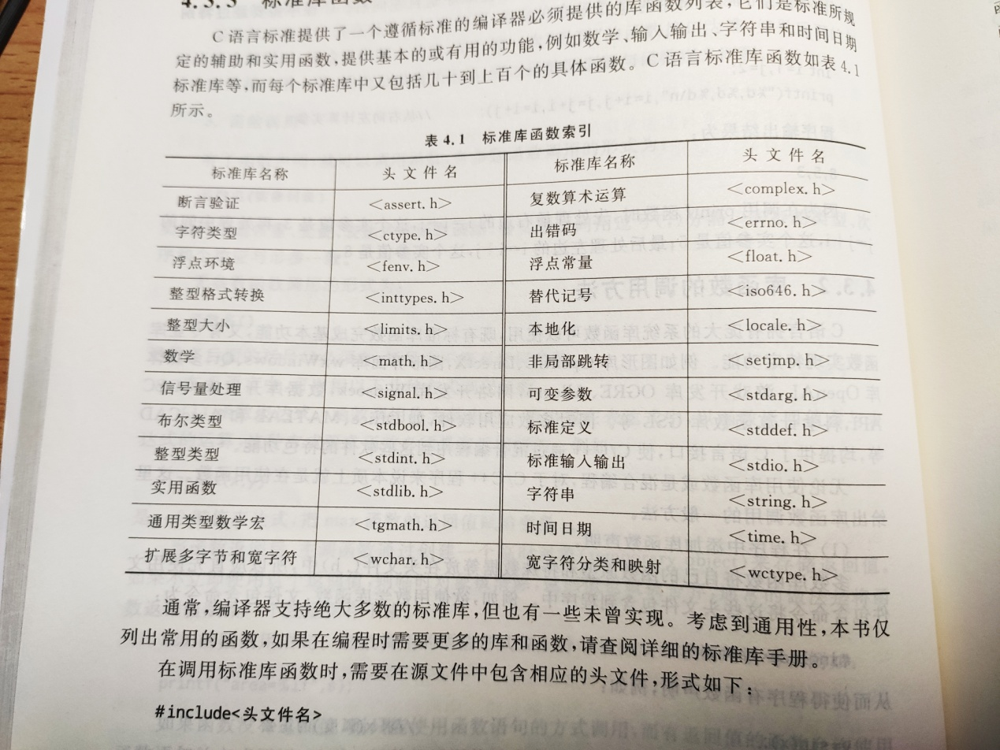 4.3.3 标准库函数
C语言标准提供了一个遵循标准的编译器必须提供的库函数列表,它们是标准所规
定的辅助和实用函数,提供基本的或有用的功能,例如数学、输入输出、字符串和时间日期
标准库等,而每个标准库中又包括几十到上百个的具体函数。C语言标准库函数如表4.1
所示。
表4.1 标准库函数索引
标准库名称 头文件名 标准库名称 头文件名
断言验证 <assert.h> 复数算术运算 <complex.h>
字符类型 <ctype.h> 出错码 <errno.h>
浮点环境 <fenv.h> 浮点常量 <float.h>
整型格式转换 <inttypes.h> 替代记号 <iso646.h>
整型大小 <limits.h> 本地化 <locale.h>
数学 <math.h> 非局部跳转 <setjmp.h>
信号量处理 <signal.h> 可变参数 <stdarg.h>
布尔类型 <stdbool.h> 标准定义 <stddef.h>
整型类型 <stdint.h> 标准输入输出 <stdio.h>
实用函数 <stdlib.h> 字符串 <string.h>
通用类型数学宏 <tgmath.h> 时间日期 <time.h>
扩展多字节和宽字符 <wchar.h> 宽字符分类和映射 <wctype.h>
通常,编译器支持绝大多数的标准库,但也有一些未曾实现。考虑到通用性,本书仅
列出常用的函数,如果在编程时需要更多的库和函数,请查阅详细的标准库手册。
在调用标准库函数时,需要在源文件中包含相应的头文件,形式如下:
#include<头文件名>